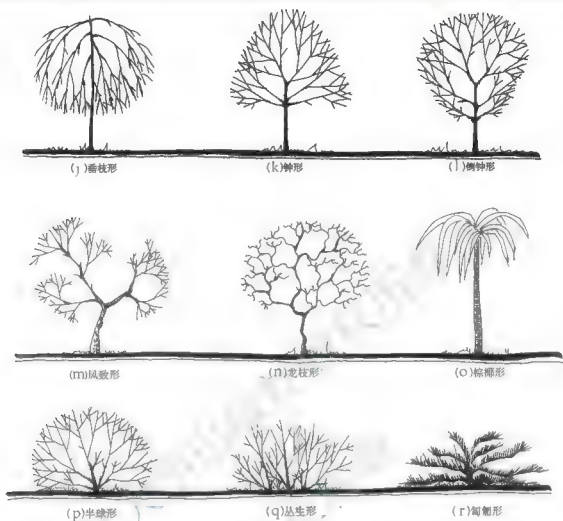 (j)垂枝形 (k)钟形 (l)倒钟形
(m)风致形 (n)龙枝形 (o)棕椰形
(p)半球形 (q)丛生形 (r)匍匐形